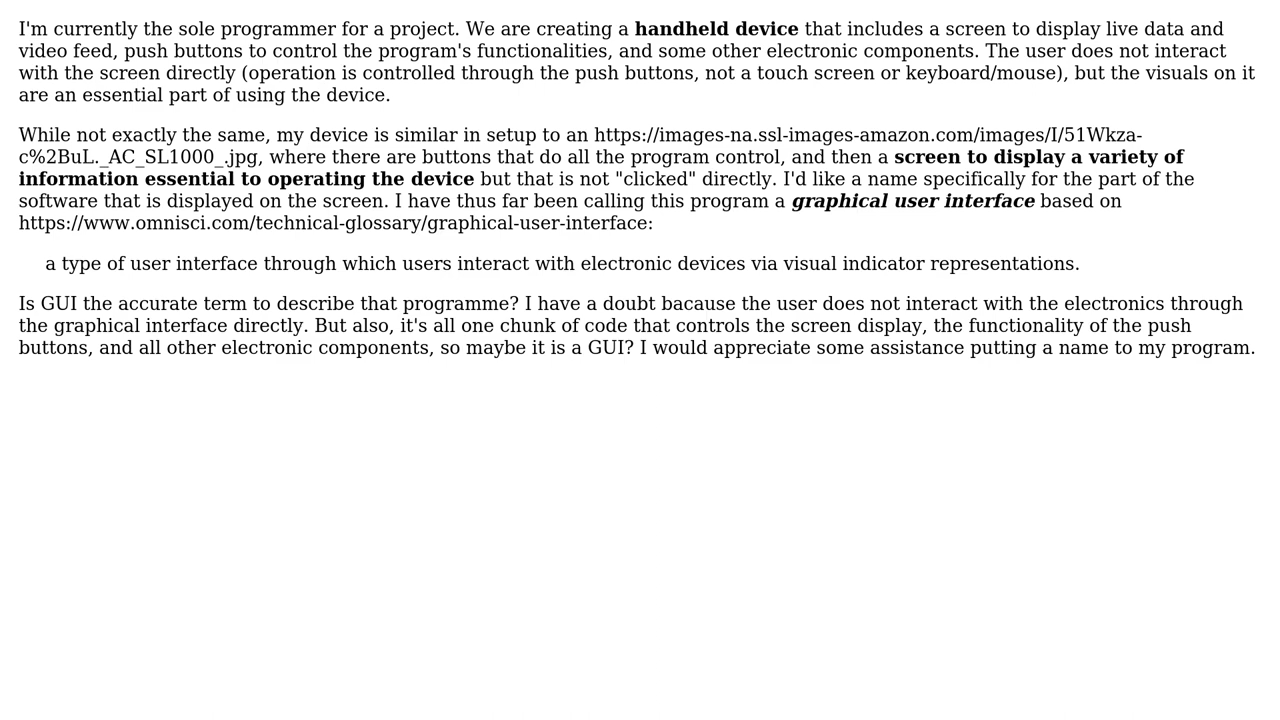 I'm currently the sole programmer for a project. We are creating a handheld device that includes a screen to display live data and
video feed, push buttons to control the program's functionalities, and some other electronic components. The user does not interact
with the screen directly (operation is controlled through the push buttons, not a touch screen or keyboard/mouse), but the visuals on it
are an essential part of using the device.
While not exactly the same, my device is similar in setup to an https://images-na.ssl-images-amazon.com/images/I/51Wkza-
c%2BuL._AC_SL1000_.jpg, where there are buttons that do all the program control, and then a screen to display a variety of
information essential to operating the device but that is not "clicked" directly. I'd like a name specifically for the part of the
software that is displayed on the screen. I have thus far been calling this program a graphical user interface based on
https://www.omnisci.com/technical-glossary/graphical-user-interface:
a type of user interface through which users interact with electronic devices via visual indicator representations.
Is GUI the accurate term to describe that programme? I have a doubt bacause the user does not interact with the electronics through
the graphical interface directly. But also, it's all one chunk of code that controls the screen display, the functionality of the push
buttons, and all other electronic components, so maybe it is a GUI? I would appreciate some assistance putting a name to my program.